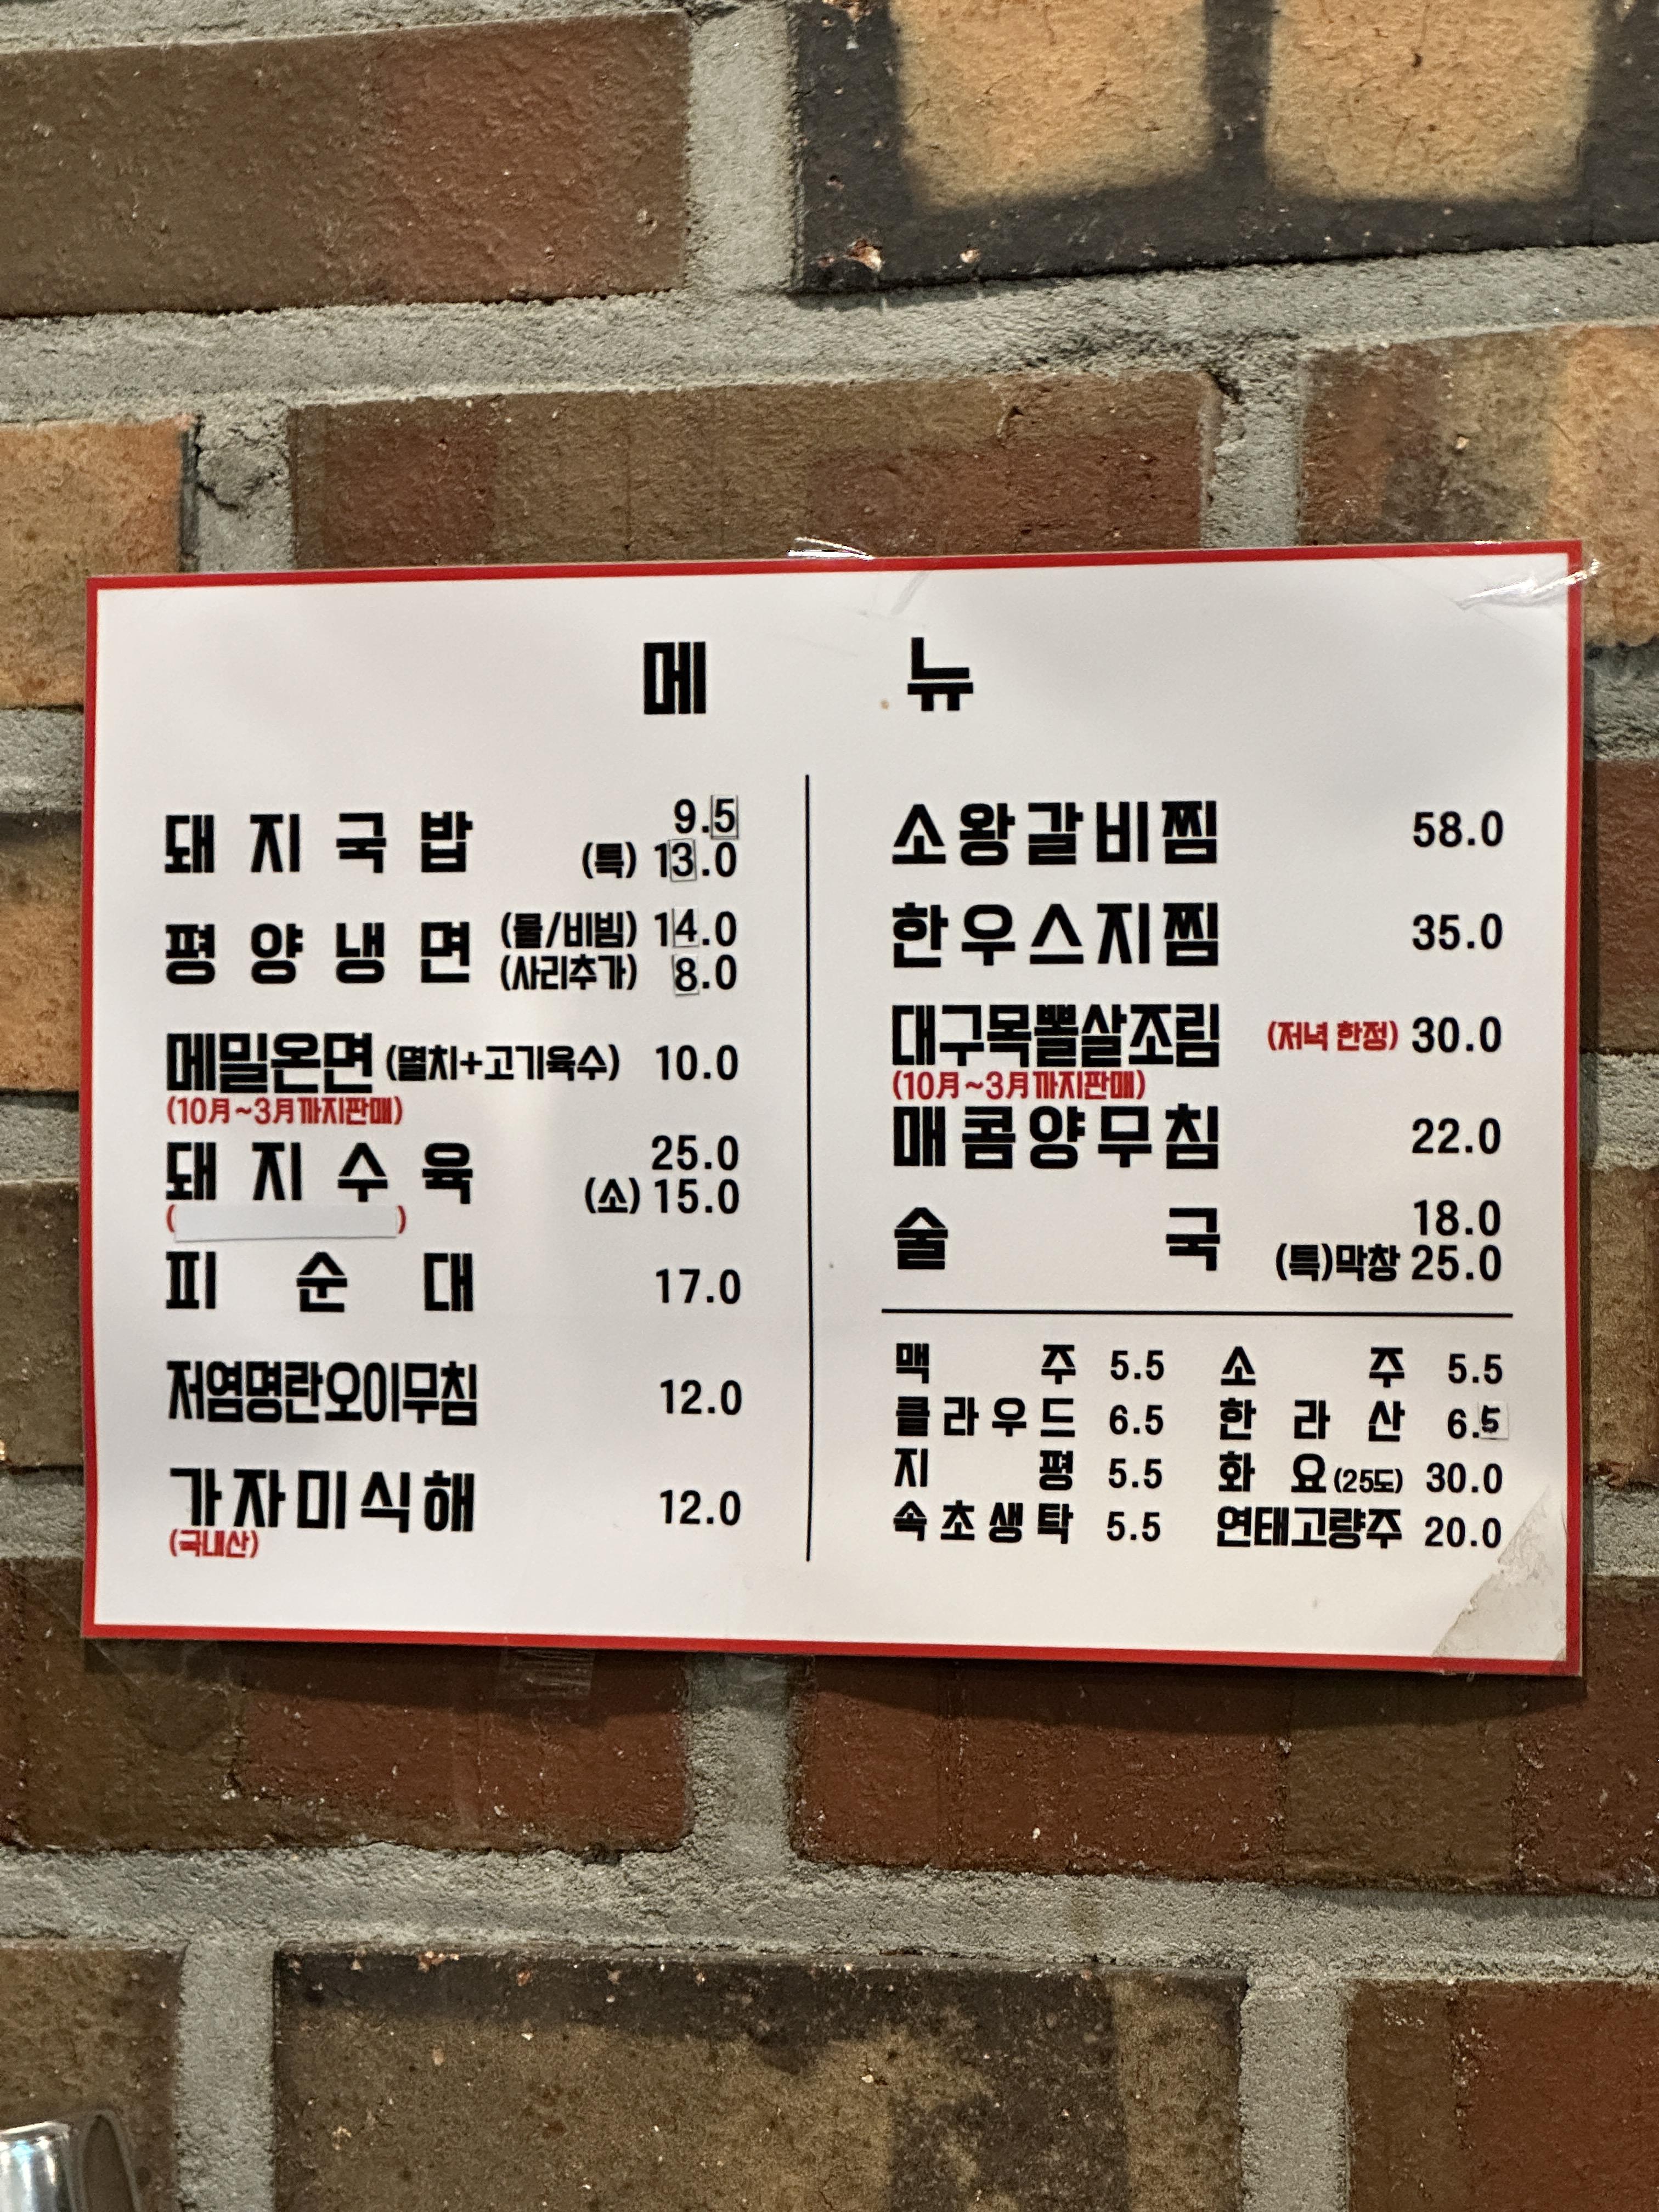 메뉴
돼지국밥 9.5
(특) 13.0
평양냉면 (물/비빔) 14.0
(사리추가) 8.0
메밀온면 (멸치+고기육수) 10.0
(10月~3月까지판매)
돼지수육 25.0
(소) 15.0
( )
피순대 17.0
저염명란오이무침 12.0
가자미식해 12.0
(국내산)
소왕갈비찜 58.0
한우스지찜 35.0
대구목뽈살조림 (저녁 한정) 30.0
(10月~3月까지판매)
매콤양무침 22.0
술국 18.0
(특)막창 25.0
맥주 5.5 소주 5.5
클라우드 6.5 한라산 6.5
지평 5.5 화요(25도) 30.0
속초생탁 5.5 연태고량주 20.0